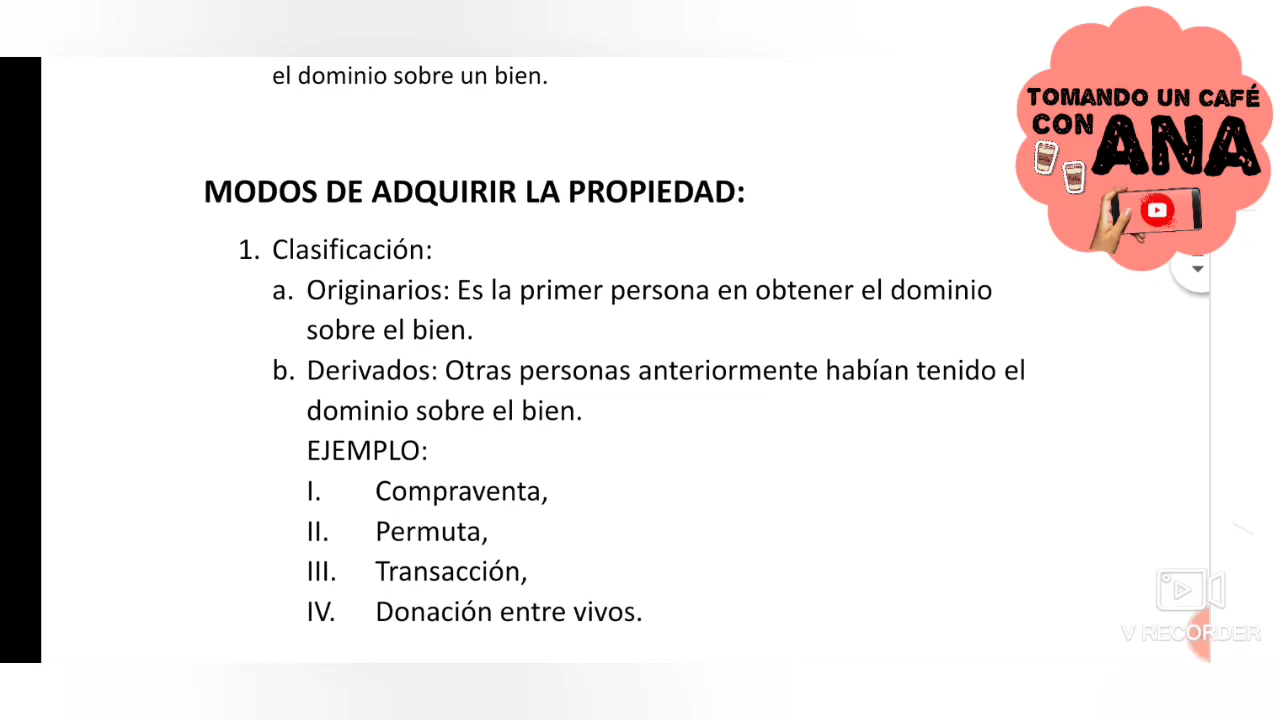 el dominio sobre un bien.
TOMANDO UN CAFÉ
CON ANA
MODOS DE ADQUIRIR LA PROPIEDAD:
1. Clasificación:
a. Originarios: Es la primer persona en obtener el dominio
sobre el bien.
b. Derivados: Otras personas anteriormente habían tenido el
dominio sobre el bien.
EJEMPLO:
I. Compraventa,
II. Permuta,
III. Transacción,
IV. Donación entre vivos.
V RECORDER